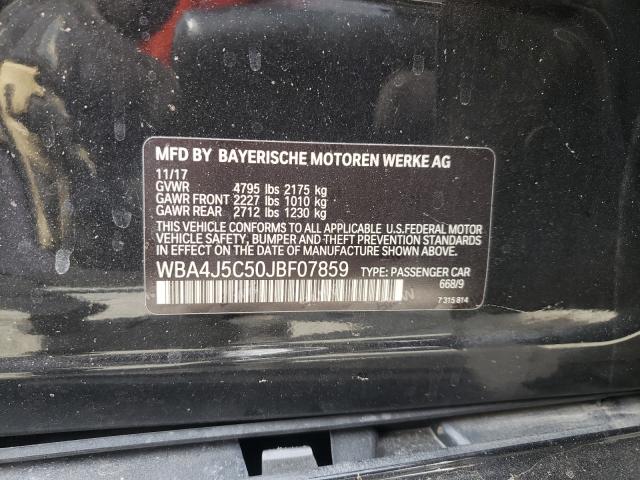 MFD BY BAYERISCHE MOTOREN WERKE AG
11/17
GVWR 4795 lbs 2175 kg
GAWR FRONT 2227 lbs 1010 kg
GAWR REAR 2712 lbs 1230 kg
THIS VEHICLE CONFORMS TO ALL APPLICABLE U.S.FEDERAL MOTOR
VEHICLE SAFETY, BUMPER AND THEFT PREVENTION STANDARDS IN
EFFECT ON THE DATE OF MANUFACTURE SHOWN ABOVE.
WBA4J5C50JBF07859 TYPE: PASSENGER CAR
668/9
7 315 814